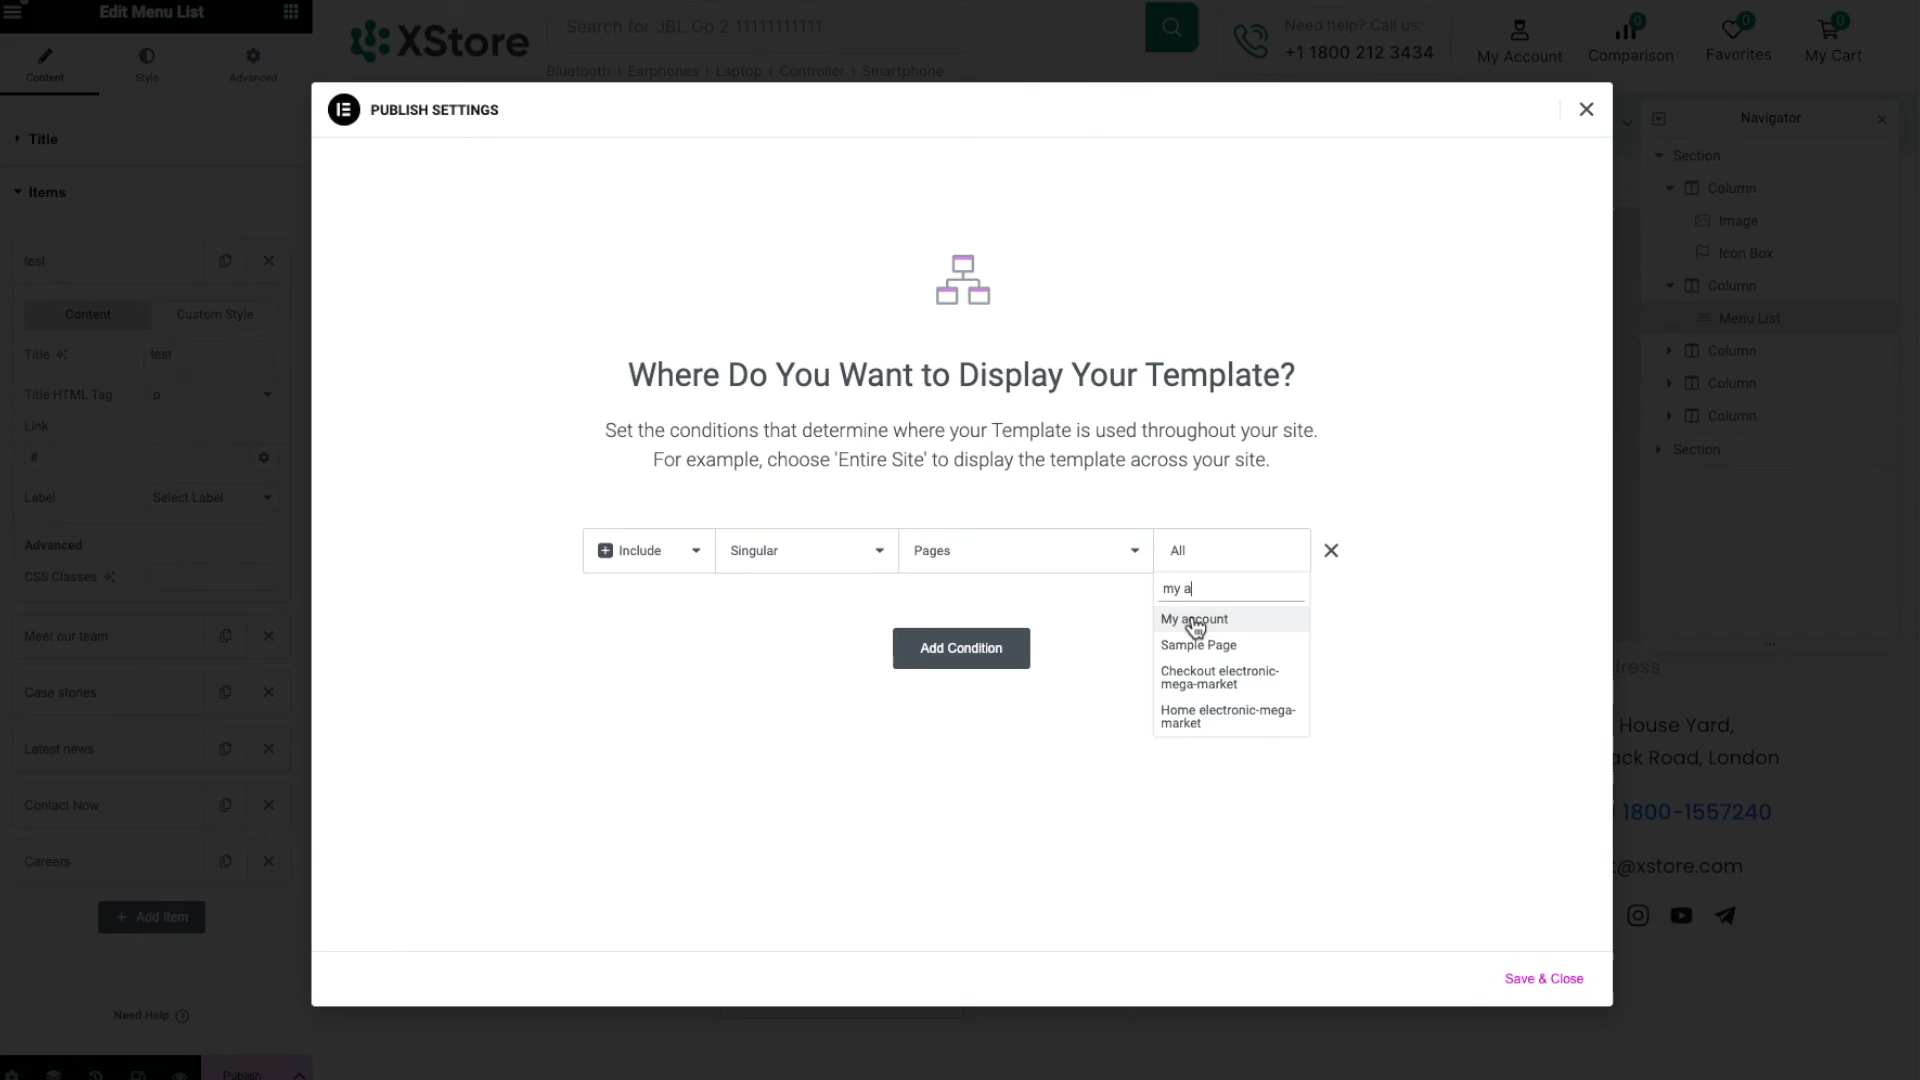 Edit Menu List
Content
Style
Advanced
Title
Items
test
Content
Custom Style
Title
test
Title HTML Tag
p
Link
#
Label
Select Label
Advanced
CSS Classes
Meet our team
Case stories
Latest news
Contact Now
Careers
+ Add Item
Need Help ?
Publish
XStore
Search for JBL Go 2 11111111111
Bluetooth | Earphones | Laptop | Controller | Smartphone
Need help? Call us:
+1 1800 212 3434
My Account
0
Comparison
0
Favorites
0
My Cart
PUBLISH SETTINGS
Where Do You Want to Display Your Template?
Set the conditions that determine where your Template is used throughout your site.
For example, choose 'Entire Site' to display the template across your site.
Include
Singular
Pages
All
my a
My account
Sample Page
Checkout electronic-
mega-market
Home electronic-mega-
market
Add Condition
Save & Close
Navigator
Section
Column
Image
Icon Box
Column
Menu List
Column
Column
Column
Section
House Yard,
Road, London
1800-1557240
@xstore.com